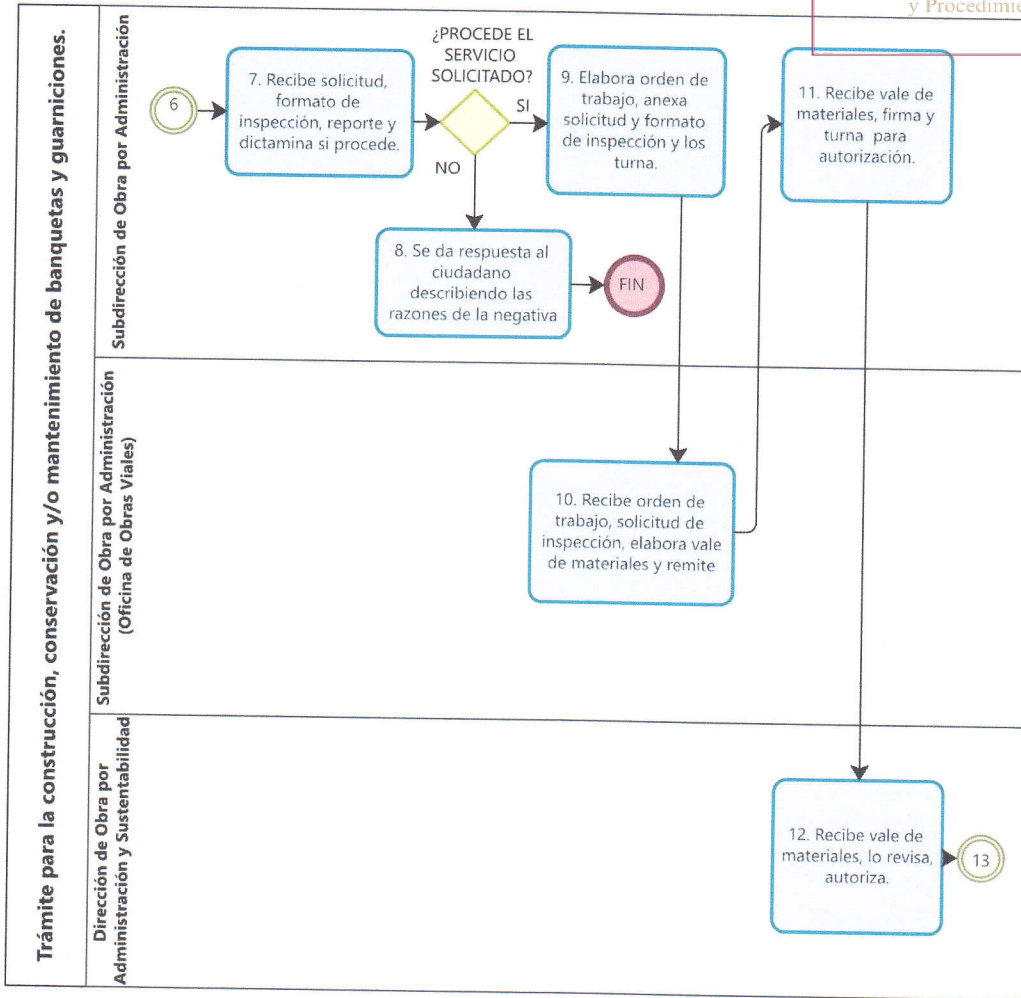 y Procedimie
Trámite para la construcción, conservación y/o mantenimiento de banquetas y guarniciones.
Subdirección de Obra por Administración
6
7. Recibe solicitud,
formato de
inspección, reporte y
dictamina si procede.
¿PROCEDE EL
SERVICIO
SOLICITADO?
SI
NO
8. Se da respuesta al
ciudadano
describiendo las
razones de la negativa
FIN
9. Elabora orden de
trabajo, anexa
solicitud y formato
de inspección y los
turna.
11. Recibe vale de
materiales, firma y
turna para
autorización.
Subdirección de Obra por Administración
(Oficina de Obras Viales)
10. Recibe orden de
trabajo, solicitud de
inspección, elabora vale
de materiales y remite
Dirección de Obra por
Administración y Sustentabilidad
12. Recibe vale de
materiales, lo revisa,
autoriza.
13